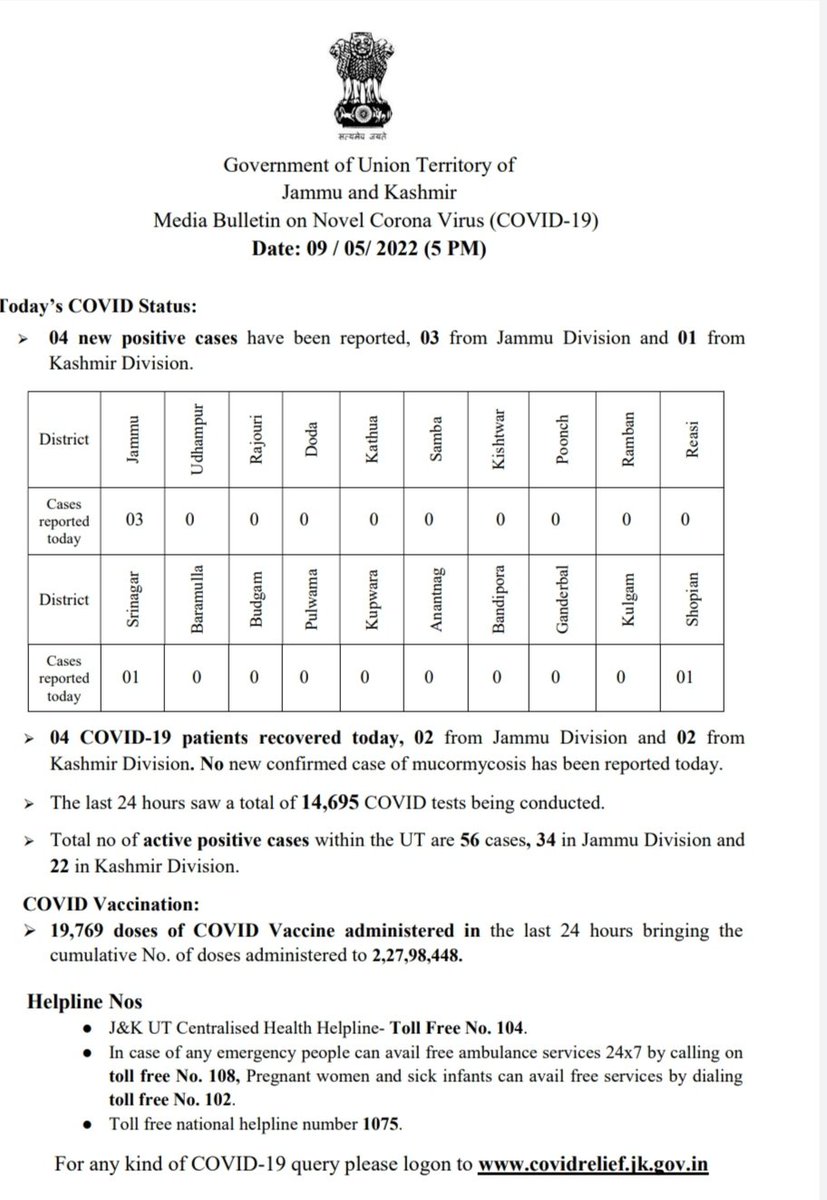 सत्यमेव जयते
Government of Union Territory of
Jammu and Kashmir
Media Bulletin on Novel Corona Virus (COVID-19)
Date: 09 / 05/ 2022 (5 PM)
Today's COVID Status:
➢ 04 new positive cases have been reported, 03 from Jammu Division and 01 from
Kashmir Division.
District Jammu Udhampur Rajouri Doda Kathua Samba Kishtwar Poonch Ramban Reasi
Cases
reported
today 03 0 0 0 0 0 0 0 0 0
District Srinagar Baramulla Budgam Pulwama Kupwara Anantnag Bandipora Ganderbal Kulgam Shopian
Cases
reported
today 01 0 0 0 0 0 0 0 0 01
➢ 04 COVID-19 patients recovered today, 02 from Jammu Division and 02 from
Kashmir Division. No new confirmed case of mucormycosis has been reported today.
➢ The last 24 hours saw a total of 14,695 COVID tests being conducted.
➢ Total no of active positive cases within the UT are 56 cases, 34 in Jammu Division and
22 in Kashmir Division.
COVID Vaccination:
➢ 19,769 doses of COVID Vaccine administered in the last 24 hours bringing the
cumulative No. of doses administered to 2,27,98,448.
Helpline Nos
● J&K UT Centralised Health Helpline- Toll Free No. 104.
● In case of any emergency people can avail free ambulance services 24x7 by calling on
toll free No. 108, Pregnant women and sick infants can avail free services by dialing
toll free No. 102.
● Toll free national helpline number 1075.
For any kind of COVID-19 query please logon to www.covidrelief.jk.gov.in